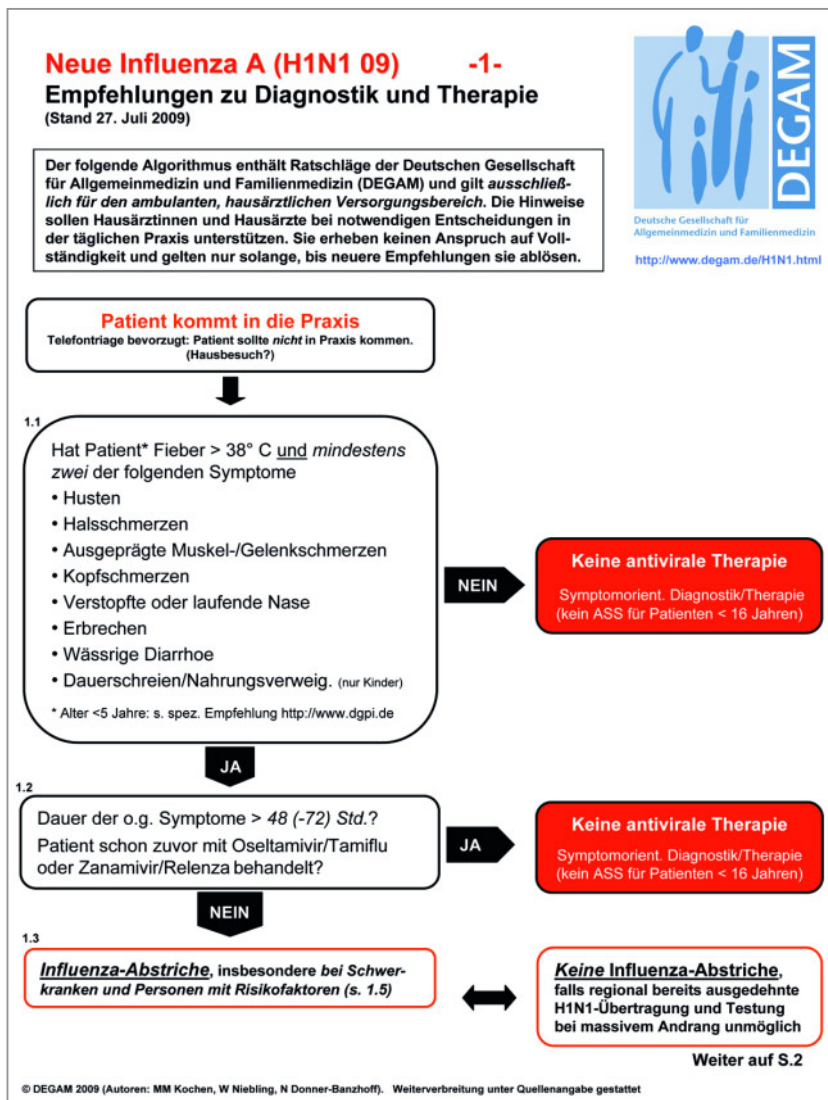 Neue Influenza A (H1N1 09) -1-
Empfehlungen zu Diagnostik und Therapie
(Stand 27. Juli 2009)
DEGAM
Deutsche Gesellschaft für
Allgemeinmedizin und Familienmedizin
http://www.degam.de/H1N1.html
Der folgende Algorithmus enthält Ratschläge der Deutschen Gesellschaft
für Allgemeinmedizin und Familienmedizin (DEGAM) und gilt ausschließ-
lich für den ambulanten, hausärztlichen Versorgungsbereich. Die Hinweise
sollen Hausärztinnen und Hausärzte bei notwendigen Entscheidungen in
der täglichen Praxis unterstützen. Sie erheben keinen Anspruch auf Voll-
ständigkeit und gelten nur solange, bis neuere Empfehlungen sie ablösen.
Patient kommt in die Praxis
Telefontriage bevorzugt: Patient sollte nicht in Praxis kommen.
(Hausbesuch?)
1.1
Hat Patient* Fieber > 38° C und mindestens
zwei der folgenden Symptome
• Husten
• Halsschmerzen
• Ausgeprägte Muskel-/Gelenkschmerzen
• Kopfschmerzen
• Verstopfte oder laufende Nase
• Erbrechen
• Wässrige Diarrhoe
• Dauerschreien/Nahrungsverweig. (nur Kinder)
* Alter <5 Jahre: s. spez. Empfehlung http://www.dgpi.de
NEIN
Keine antivirale Therapie
Symptomorient. Diagnostik/Therapie
(kein ASS für Patienten < 16 Jahren)
JA
1.2
Dauer der o.g. Symptome > 48 (-72) Std.?
Patient schon zuvor mit Oseltamivir/Tamiflu
oder Zanamivir/Relenza behandelt?
JA
Keine antivirale Therapie
Symptomorient. Diagnostik/Therapie
(kein ASS für Patienten < 16 Jahren)
NEIN
1.3
Influenza-Abstriche, insbesondere bei Schwer-
kranken und Personen mit Risikofaktoren (s. 1.5)
Keine Influenza-Abstriche,
falls regional bereits ausgedehnte
H1N1-Übertragung und Testung
bei massivem Andrang unmöglich
Weiter auf S.2
© DEGAM 2009 (Autoren: MM Kochen, W Niebling, N Donner-Banzhoff). Weiterverbreitung unter Quellenangabe gestattet